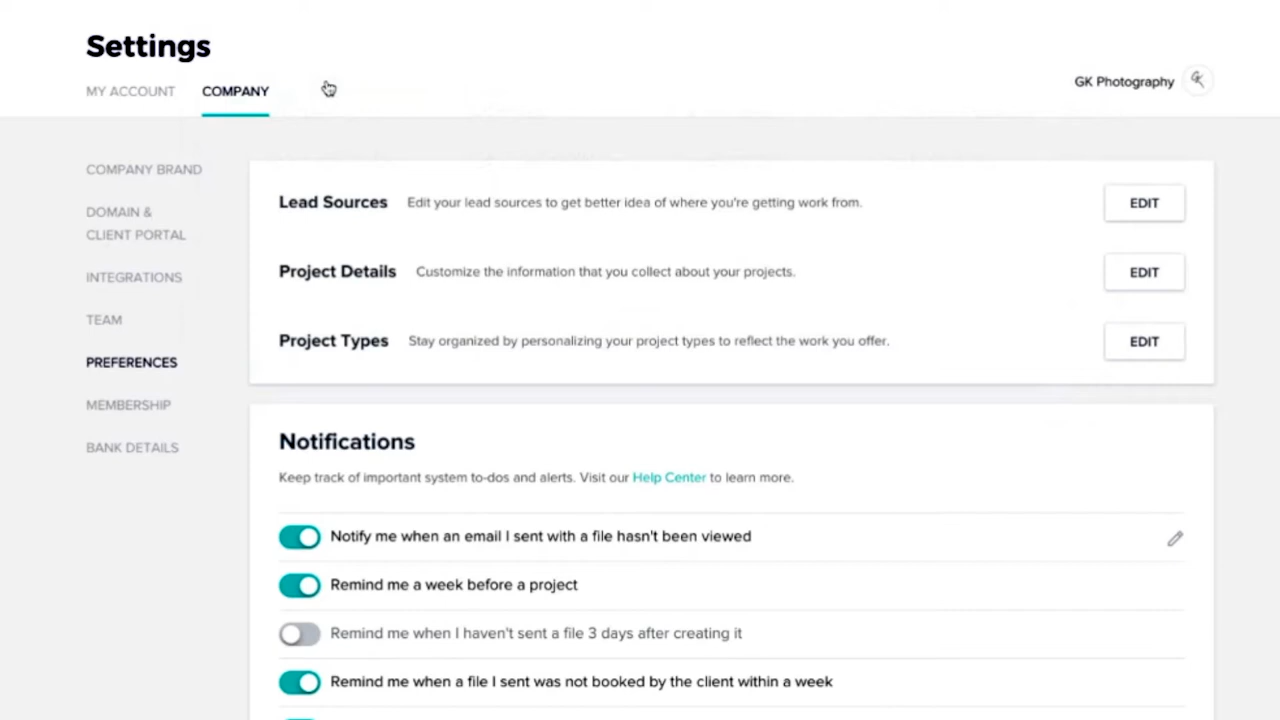 Settings
MY ACCOUNT
COMPANY
GK Photography
COMPANY BRAND
DOMAIN &
CLIENT PORTAL
INTEGRATIONS
TEAM
PREFERENCES
MEMBERSHIP
BANK DETAILS
Lead Sources Edit your lead sources to get better idea of where you're getting work from. EDIT
Project Details Customize the information that you collect about your projects. EDIT
Project Types Stay organized by personalizing your project types to reflect the work you offer. EDIT
Notifications
Keep track of important system to-dos and alerts. Visit our Help Center to learn more.
Notify me when an email I sent with a file hasn't been viewed
Remind me a week before a project
Remind me when I haven't sent a file 3 days after creating it
Remind me when a file I sent was not booked by the client within a week